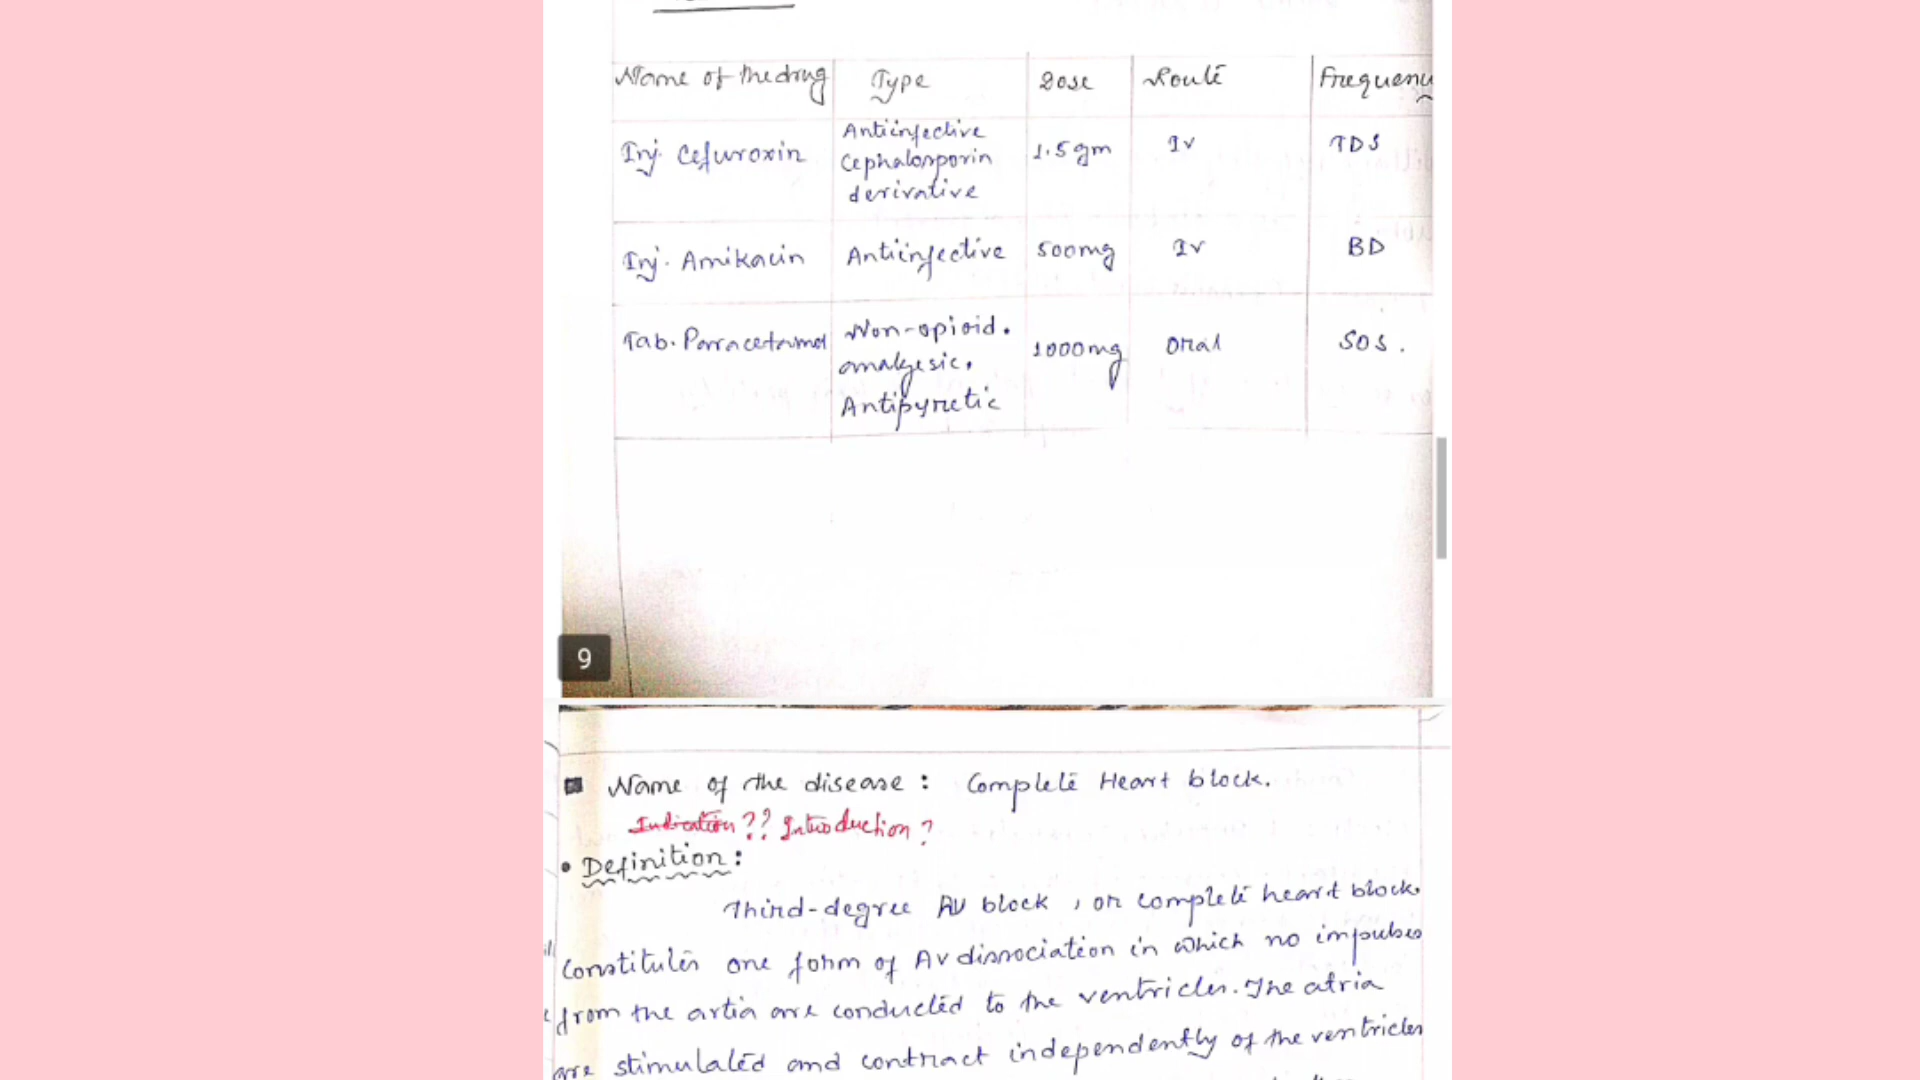 Name of the drug Type Dose Route Frequenc
Inj. Cefuroxin Antiinfective Cephalosporin derivative 1.5gm Iv TDS
Inj. Amikacin Antiinfective 500mg Iv BD
Tab. Parracetamol Non-opioid. analgesic, Antipyretic 1000mg Oral SOS.
9
Name of the disease : Complete Heart block.
Indication ?? Introduction ?
• Definition :
Third-degree AV block, or complete heart block
Constitutes one form of AV dissociation in which no impulses
from the artia are conducted to the ventricles. The atria
are stimulated and contract independently of the ventricles